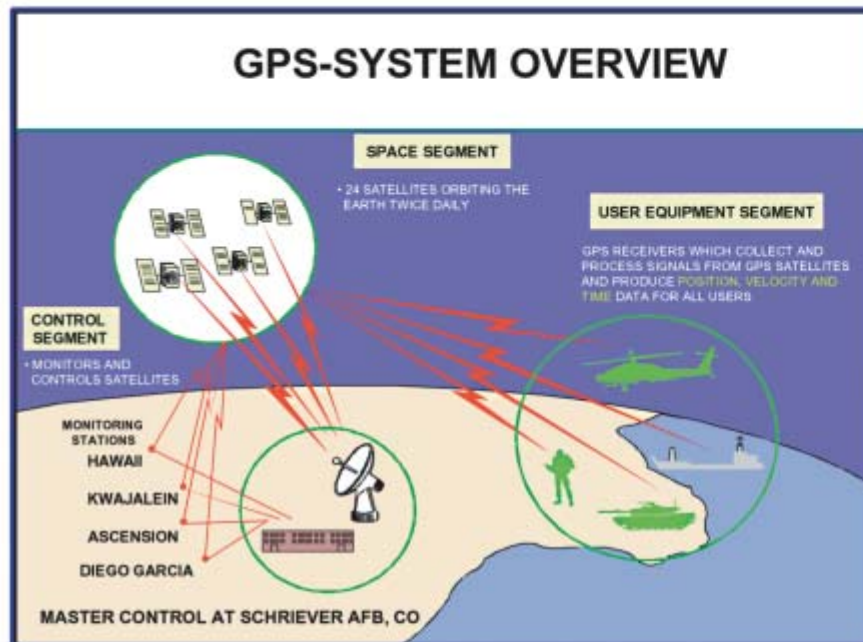 GPS-SYSTEM OVERVIEW
SPACE SEGMENT
• 24 SATELLITES ORBITING THE
EARTH TWICE DAILY
USER EQUIPMENT SEGMENT
GPS RECEIVERS WHICH COLLECT AND
PROCESS SIGNALS FROM GPS SATELLITES
AND PRODUCE POSITION, VELOCITY AND
TIME DATA FOR ALL USERS
CONTROL
SEGMENT
• MONITORS AND
CONTROLS SATELLITES
MONITORING
STATIONS
HAWAII
KWAJALEIN
ASCENSION
DIEGO GARCIA
MASTER CONTROL AT SCHRIEVER AFB, CO